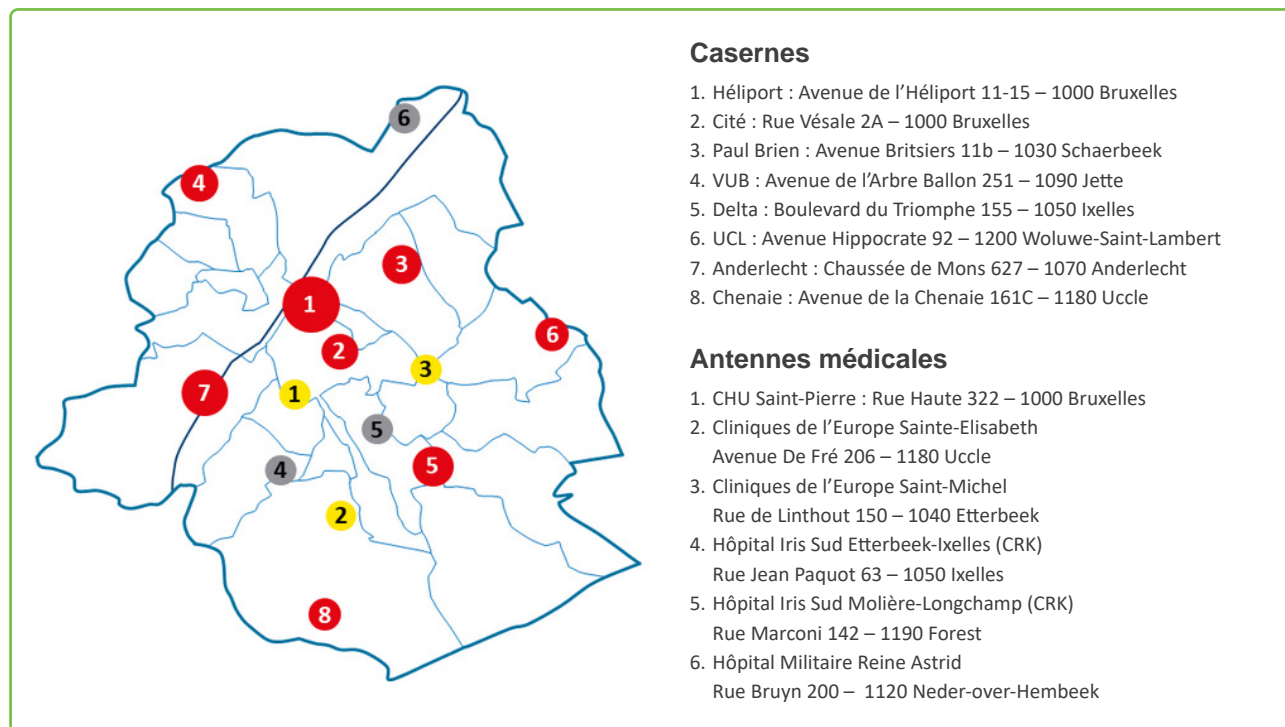 6
4
3
1
6
2
3
7
1
5
5
4
2
8
Casernes
1. Héliport : Avenue de l’Héliport 11-15 – 1000 Bruxelles
2. Cité : Rue Vésale 2A – 1000 Bruxelles
3. Paul Brien : Avenue Britsiers 11b – 1030 Schaerbeek
4. VUB : Avenue de l’Arbre Ballon 251 – 1090 Jette
5. Delta : Boulevard du Triomphe 155 – 1050 Ixelles
6. UCL : Avenue Hippocrate 92 – 1200 Woluwe-Saint-Lambert
7. Anderlecht : Chaussée de Mons 627 – 1070 Anderlecht
8. Chenaie : Avenue de la Chenaie 161C – 1180 Uccle
Antennes médicales
1. CHU Saint-Pierre : Rue Haute 322 – 1000 Bruxelles
2. Cliniques de l’Europe Sainte-Elisabeth
Avenue De Fré 206 – 1180 Uccle
3. Cliniques de l’Europe Saint-Michel
Rue de Linthout 150 – 1040 Etterbeek
4. Hôpital Iris Sud Etterbeek-Ixelles (CRK)
Rue Jean Paquot 63 – 1050 Ixelles
5. Hôpital Iris Sud Molière-Longchamp (CRK)
Rue Marconi 142 – 1190 Forest
6. Hôpital Militaire Reine Astrid
Rue Bruyn 200 – 1120 Neder-over-Hembeek